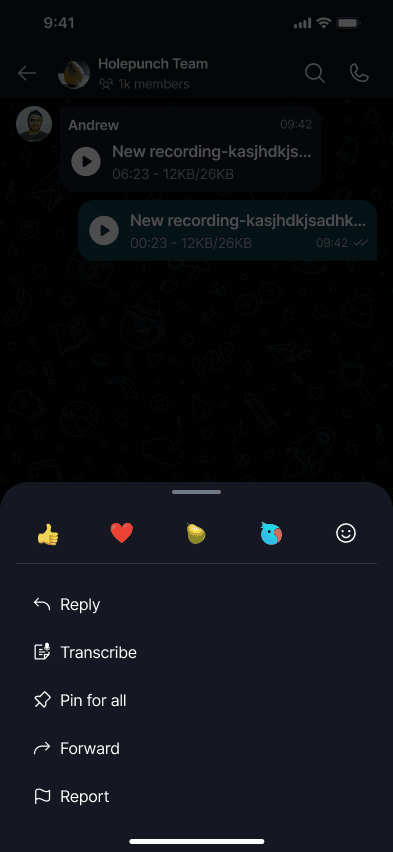 9:41
Holepunch Team
1k members
Andrew
09:42
New recording-kasjhdkjs...
06:23 - 12KB/26KB
New recording-kasjhdkjsadhk...
00:23 - 12KB/26KB
09:42
Reply
Transcribe
Pin for all
Forward
Report